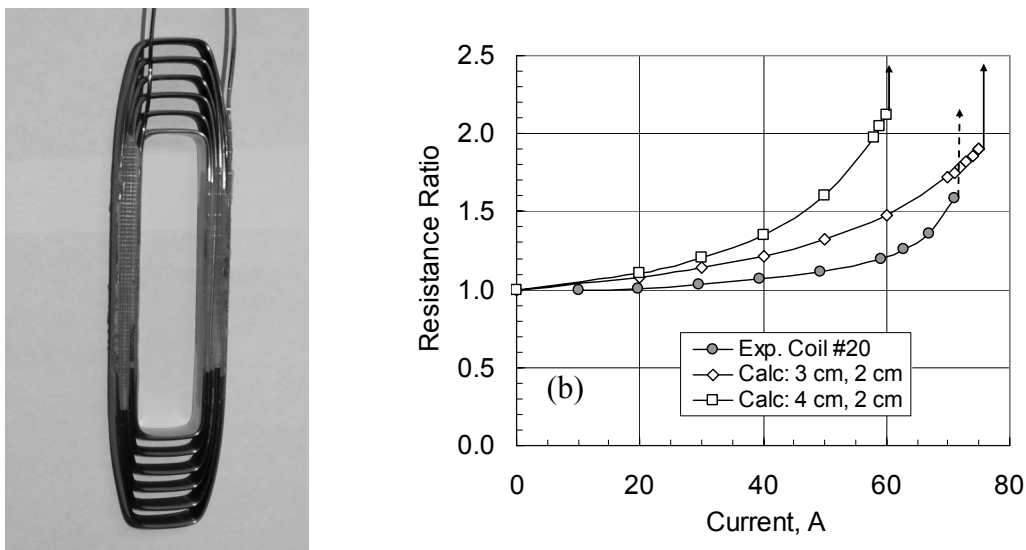 2.5
2.0
1.5
1.0
0.5
0.0
Resistance Ratio
Exp. Coil #20
Calc: 3 cm, 2 cm
Calc: 4 cm, 2 cm
(b)
0 20 40 60 80
Current, A